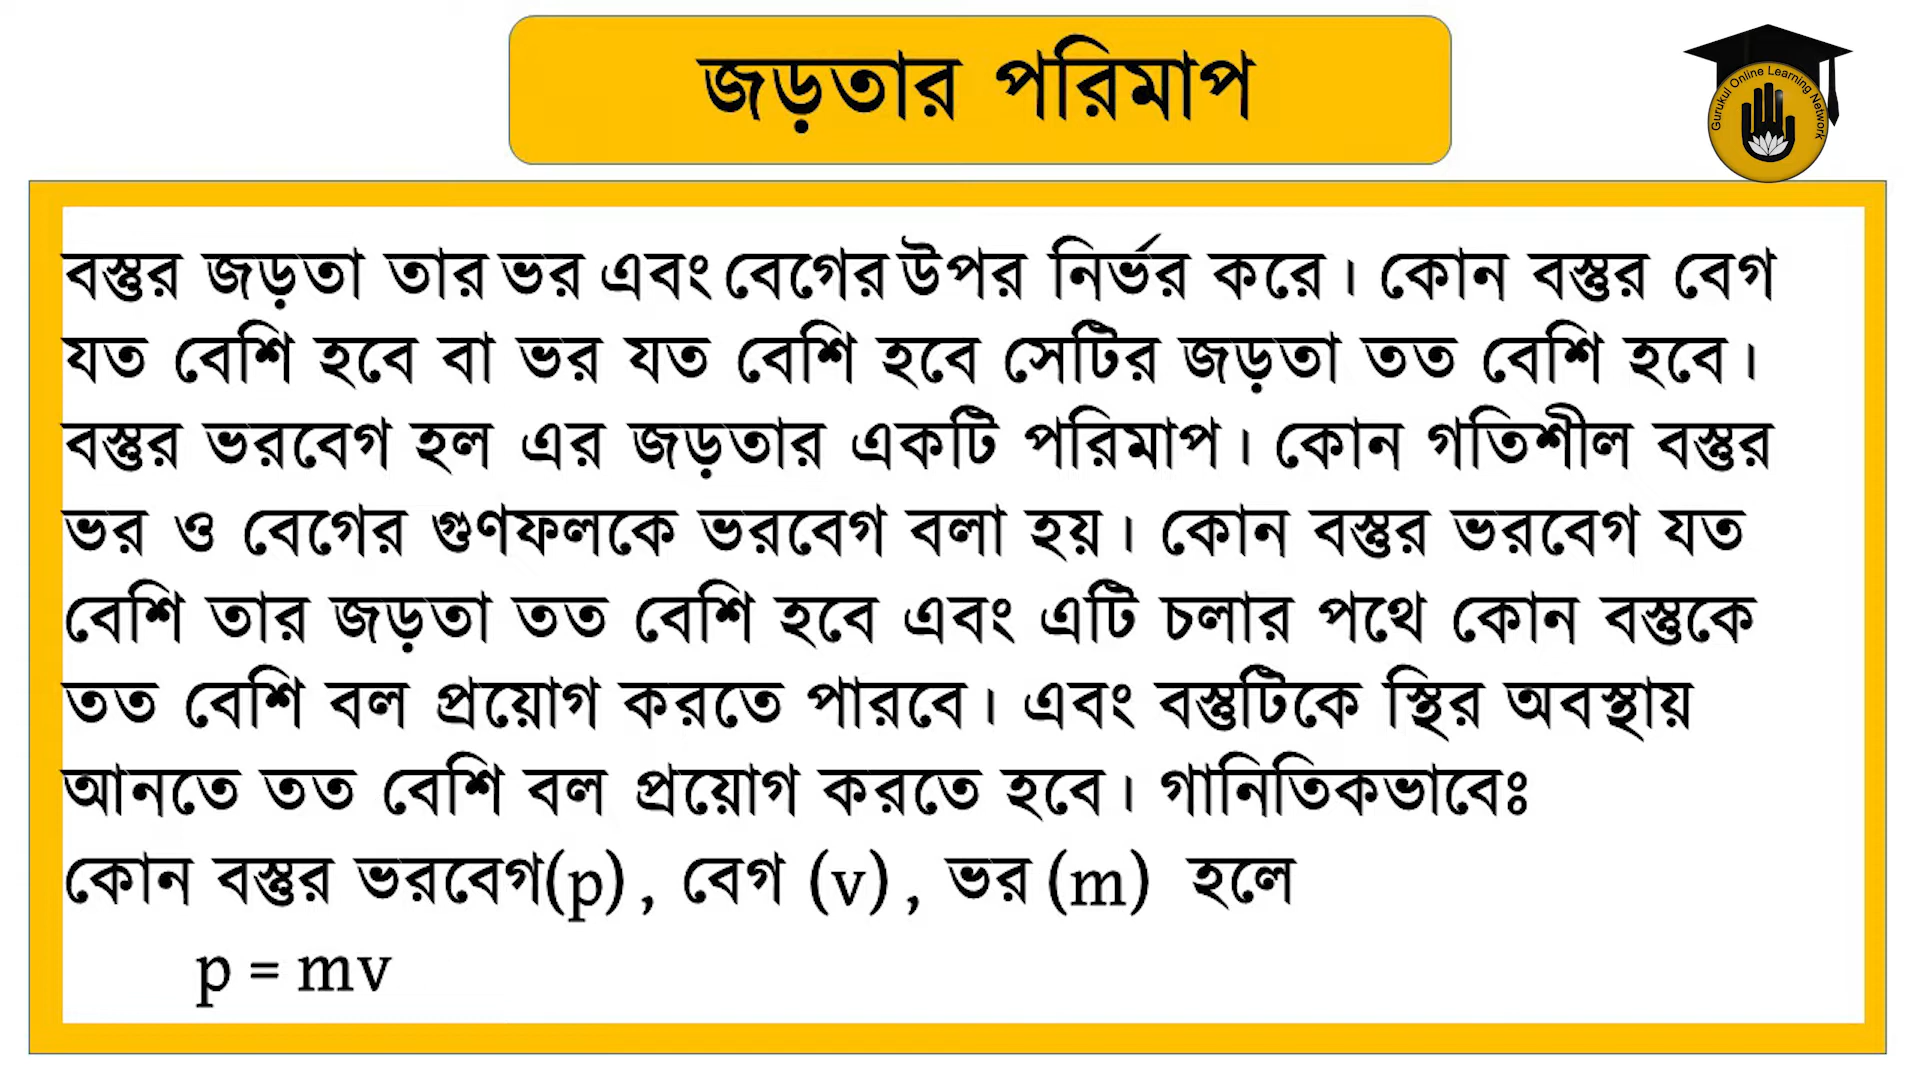 জড়তার পরিমাপ
Gurukul Online Learning Network
বস্তুর জড়তা তার ভর এবং বেগের উপর নির্ভর করে। কোন বস্তুর বেগ
যত বেশি হবে বা ভর যত বেশি হবে সেটির জড়তা তত বেশি হবে।
বস্তুর ভরবেগ হল এর জড়তার একটি পরিমাপ। কোন গতিশীল বস্তুর
ভর ও বেগের গুণফলকে ভরবেগ বলা হয়। কোন বস্তুর ভরবেগ যত
বেশি তার জড়তা তত বেশি হবে এবং এটি চলার পথে কোন বস্তুকে
তত বেশি বল প্রয়োগ করতে পারবে। এবং বস্তুটিকে স্থির অবস্থায়
আনতে তত বেশি বল প্রয়োগ করতে হবে। গানিতিকভাবেঃ
কোন বস্তুর ভরবেগ(p), বেগ (v), ভর (m) হলে
p = mv